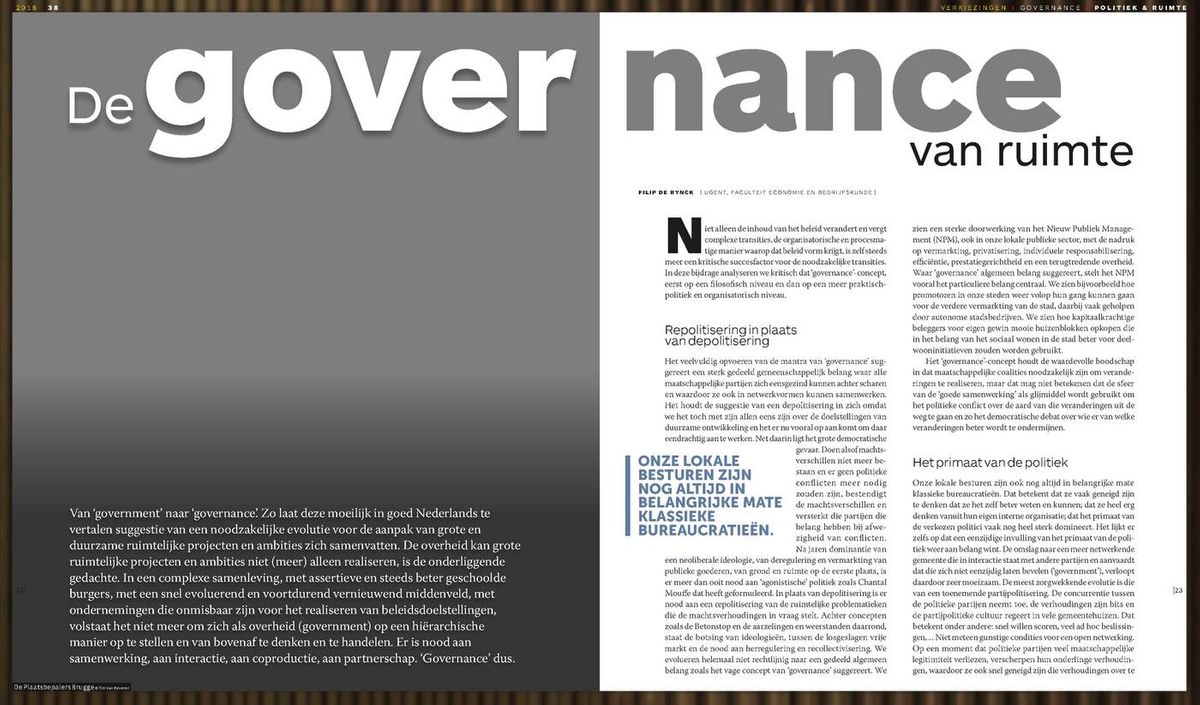 2018 38
VERKIEZINGEN > GOVERNANCE > POLITIEK & RUIMTE
De governance
van ruimte
Van ‘government’ naar ‘governance’. Zo laat deze moeilijk in goed Nederlands te
vertalen suggestie van een noodzakelijke evolutie voor de aanpak van grote en
duurzame ruimtelijke projecten en ambities zich samenvatten. De overheid kan grote
ruimtelijke projecten en ambities niet (meer) alleen realiseren, is de onderliggende
gedachte. In een complexe samenleving, met assertieve en steeds beter geschoolde
burgers, met een snel evoluerend en voortdurend vernieuwend middenveld, met
ondernemingen die onmisbaar zijn voor het realiseren van beleidsdoelstellingen,
volstaat het niet meer om zich als overheid (government) op een hiërarchische
manier op te stellen en van bovenaf te denken en te handelen. Er is nood aan
samenwerking, aan interactie, aan coproductie, aan partnerschap. ‘Governance’ dus.
De Plaatsbepalers Brugge
FILIP DE RYNCK [ UGENT, FACULTEIT ECONOMIE EN BEDRIJFSKUNDE ]
Niet alleen de inhoud van het beleid verandert en vergt
complexe transities, de organisatorische en procesma-
tige manier waarop dat beleid vorm krijgt, is zelf steeds
meer een kritische succesfactor voor de noodzakelijke transities.
In deze bijdrage analyseren we kritisch dat ‘governance’-concept,
eerst op een filosofisch niveau en dan op een meer praktisch-
politiek en organisatorisch niveau.
Repolitisering in plaats
van depolitisering
Het veelvuldig opvoeren van de mantra van ‘governance’ sug-
gereert een sterk gedeeld gemeenschappelijk belang waar alle
maatschappelijke partijen zich eensgezind kunnen achter scharen
en waardoor ze ook in netwerkvormen kunnen samenwerken.
Het houdt de suggestie van een depolitisering in zich omdat
we het toch met zijn allen eens zijn over de doelstellingen van
duurzame ontwikkeling en het er nu vooral op aan komt om daar
eendrachtig aan te werken. Net daarin ligt het grote democratische
gevaar. Doen alsof machts-
verschillen niet meer be-
staan en er geen politieke
conflicten meer nodig
zouden zijn, bestendigt
de machtsverschillen en
versterkt die partijen die
belang hebben bij afwe-
zigheid van conflicten.
Na jaren dominantie van
een neoliberale ideologie, van deregulering en vermarkting van
publieke goederen, van grond en ruimte op de eerste plaats, is
er meer dan ooit nood aan ‘agonistische’ politiek zoals Chantal
Mouffe dat heeft geformuleerd. In plaats van depolitisering is er
nood aan een repolitisering van de ruimtelijke problematieken
die de machtsverhoudingen in vraag stelt. Achter concepten
zoals de Betonstop en de aarzelingen en weerstanden daarrond,
staat de botsing van ideologieën, tussen de losgeslagen vrije
markt en de nood aan herregulering en recollectivisering. We
evolueren helemaal niet rechtlijnig naar een gedeeld algemeen
belang zoals het vage concept van ‘governance’ suggereert. We
ONZE LOKALE
BESTUREN ZIJN
NOG ALTIJD IN
BELANGRIJKE MATE
KLASSIEKE
BUREAUCRATIEËN.
zien een sterke doorwerking van het Nieuw Publiek Manage-
ment (NPM), ook in onze lokale publieke sector, met de nadruk
op vermarkting, privatisering, individuele responsabilisering,
efficiëntie, prestatiegerichtheid en een terugtredende overheid.
Waar ‘governance’ algemeen belang suggereert, stelt het NPM
vooral het particuliere belang centraal. We zien bijvoorbeeld hoe
promotoren in onze steden weer volop hun gang kunnen gaan
voor de verdere vermarkting van de stad, daarbij vaak geholpen
door autonome stadsbedrijven. We zien hoe kapitaalkrachtige
beleggers voor eigen gewin mooie huizenblokken opkopen die
in het belang van het sociaal wonen in de stad beter voor deel-
wooninitiatieven zouden worden gebruikt.
Het ‘governance’-concept houdt de waardevolle boodschap
in dat maatschappelijke coalities noodzakelijk zijn om verande-
ringen te realiseren, maar dat mag niet betekenen dat de sfeer
van de ‘goede samenwerking’ als glijmiddel wordt gebruikt om
het politieke conflict over de aard van die veranderingen uit de
weg te gaan en zo het democratische debat over wie er van welke
veranderingen beter wordt te ondermijnen.
Het primaat van de politiek
Onze lokale besturen zijn ook nog altijd in belangrijke mate
klassieke bureaucratieën. Dat betekent dat ze vaak geneigd zijn
te denken dat ze het zelf beter weten en kunnen; dat ze heel erg
denken vanuit hun eigen interne organisatie; dat het primaat van
de verkozen politici vaak nog heel sterk domineert. Het lijkt er
zelfs op dat een eenzijdige invulling van het primaat van de poli-
tiek weer aan belang wint. De omslag naar een meer netwerkende
gemeente die in interactie staat met andere partijen en aanvaardt
dat die zich niet eenzijdig laten bevelen (‘government’), verloopt
daardoor zeer moeizaam. De meest zorgwekkende evolutie is die
van een toenemende partijpolitisering. De concurrentie tussen
de politieke partijen neemt toe, de verhoudingen zijn bits en
de partijpolitieke cultuur regeert in vele gemeentehuizen. Dat
betekent onder andere: snel willen scoren, veel ad hoc beslissin-
gen,... Niet meteen gunstige condities voor een open networking.
Op een moment dat politieke partijen veel maatschappelijke
legitimiteit verliezen, verscherpen hun onderlinge verhoudin-
gen, waardoor ze ook snel geneigd zijn die verhoudingen over te
22|
|23